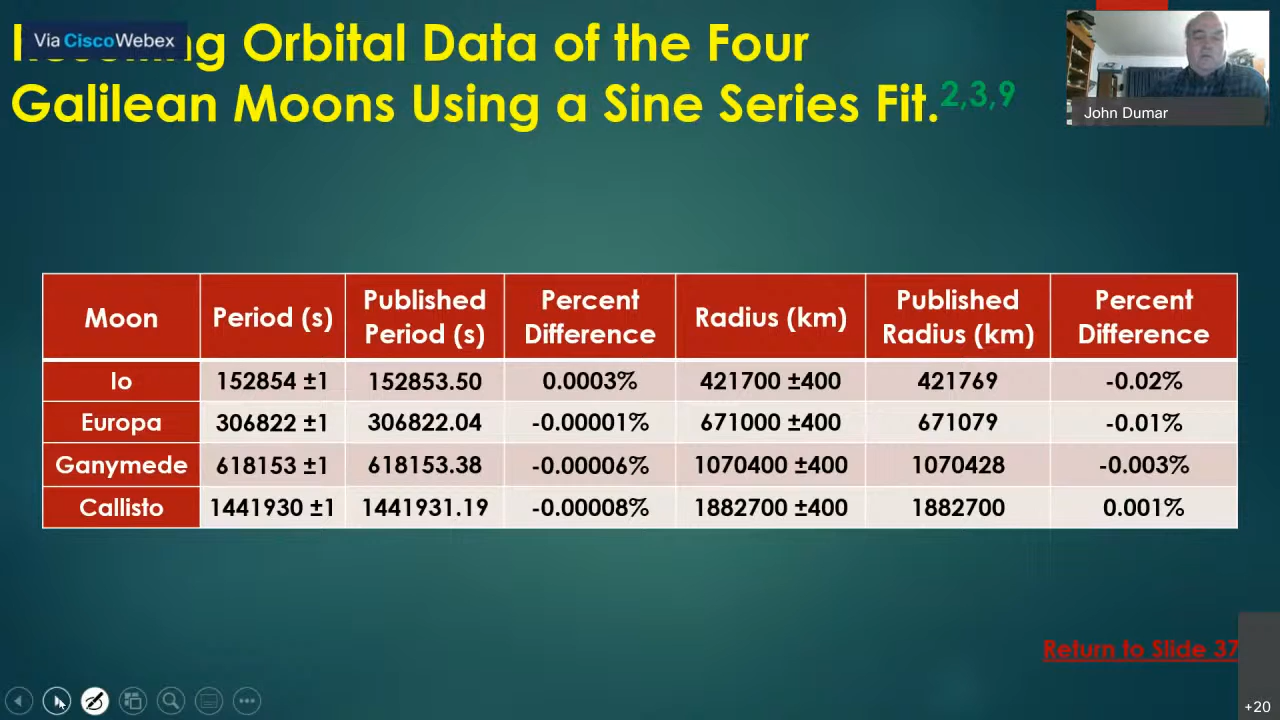 Via Cisco Webex
Orbital Data of the Four
Galilean Moons Using a Sine Series Fit.2,3,9
John Dumar
Moon Period (s) Published Period (s) Percent Difference Radius (km) Published Radius (km) Percent Difference
Io 152854 ±1 152853.50 0.0003% 421700 ±400 421769 -0.02%
Europa 306822 ±1 306822.04 -0.00001% 671000 ±400 671079 -0.01%
Ganymede 618153 ±1 618153.38 -0.00006% 1070400 ±400 1070428 -0.003%
Callisto 1441930 ±1 1441931.19 -0.00008% 1882700 ±400 1882700 0.001%
Return to Slide 37
+20